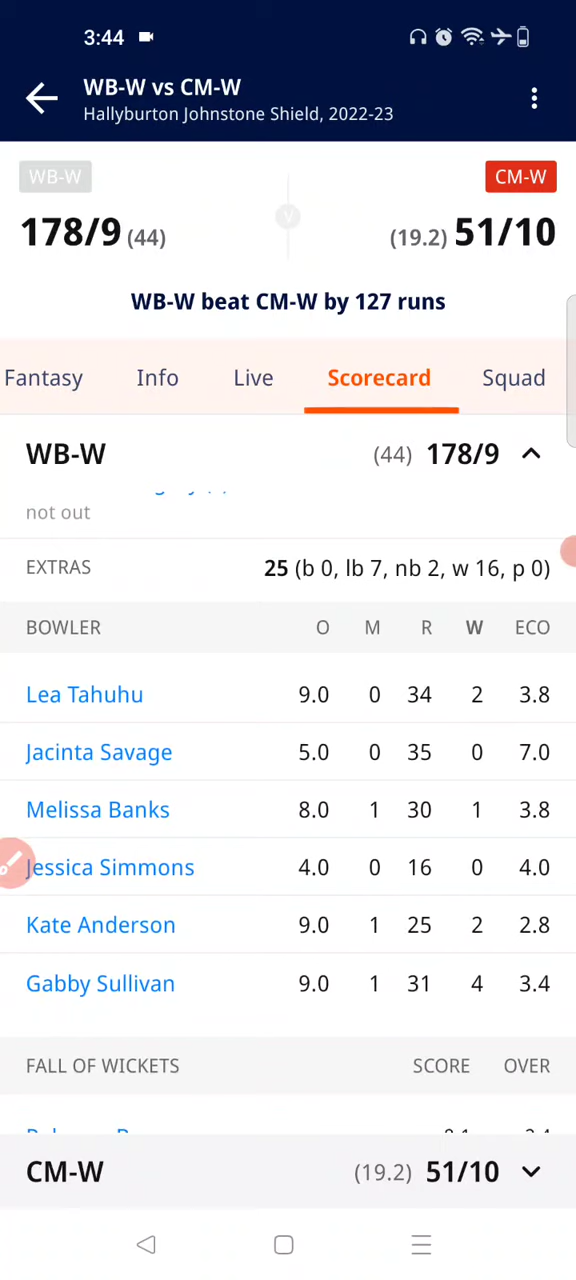 3:44
WB-W vs CM-W
Hallyburton Johnstone Shield, 2022-23
WB-W CM-W
V
178/9 (44) (19.2) 51/10
WB-W beat CM-W by 127 runs
Fantasy Info Live Scorecard Squad
WB-W (44) 178/9
not out
EXTRAS 25 (b 0, lb 7, nb 2, w 16, p 0)
BOWLER O M R W ECO
Lea Tahuhu 9.0 0 34 2 3.8
Jacinta Savage 5.0 0 35 0 7.0
Melissa Banks 8.0 1 30 1 3.8
Jessica Simmons 4.0 0 16 0 4.0
Kate Anderson 9.0 1 25 2 2.8
Gabby Sullivan 9.0 1 31 4 3.4
FALL OF WICKETS SCORE OVER
CM-W (19.2) 51/10